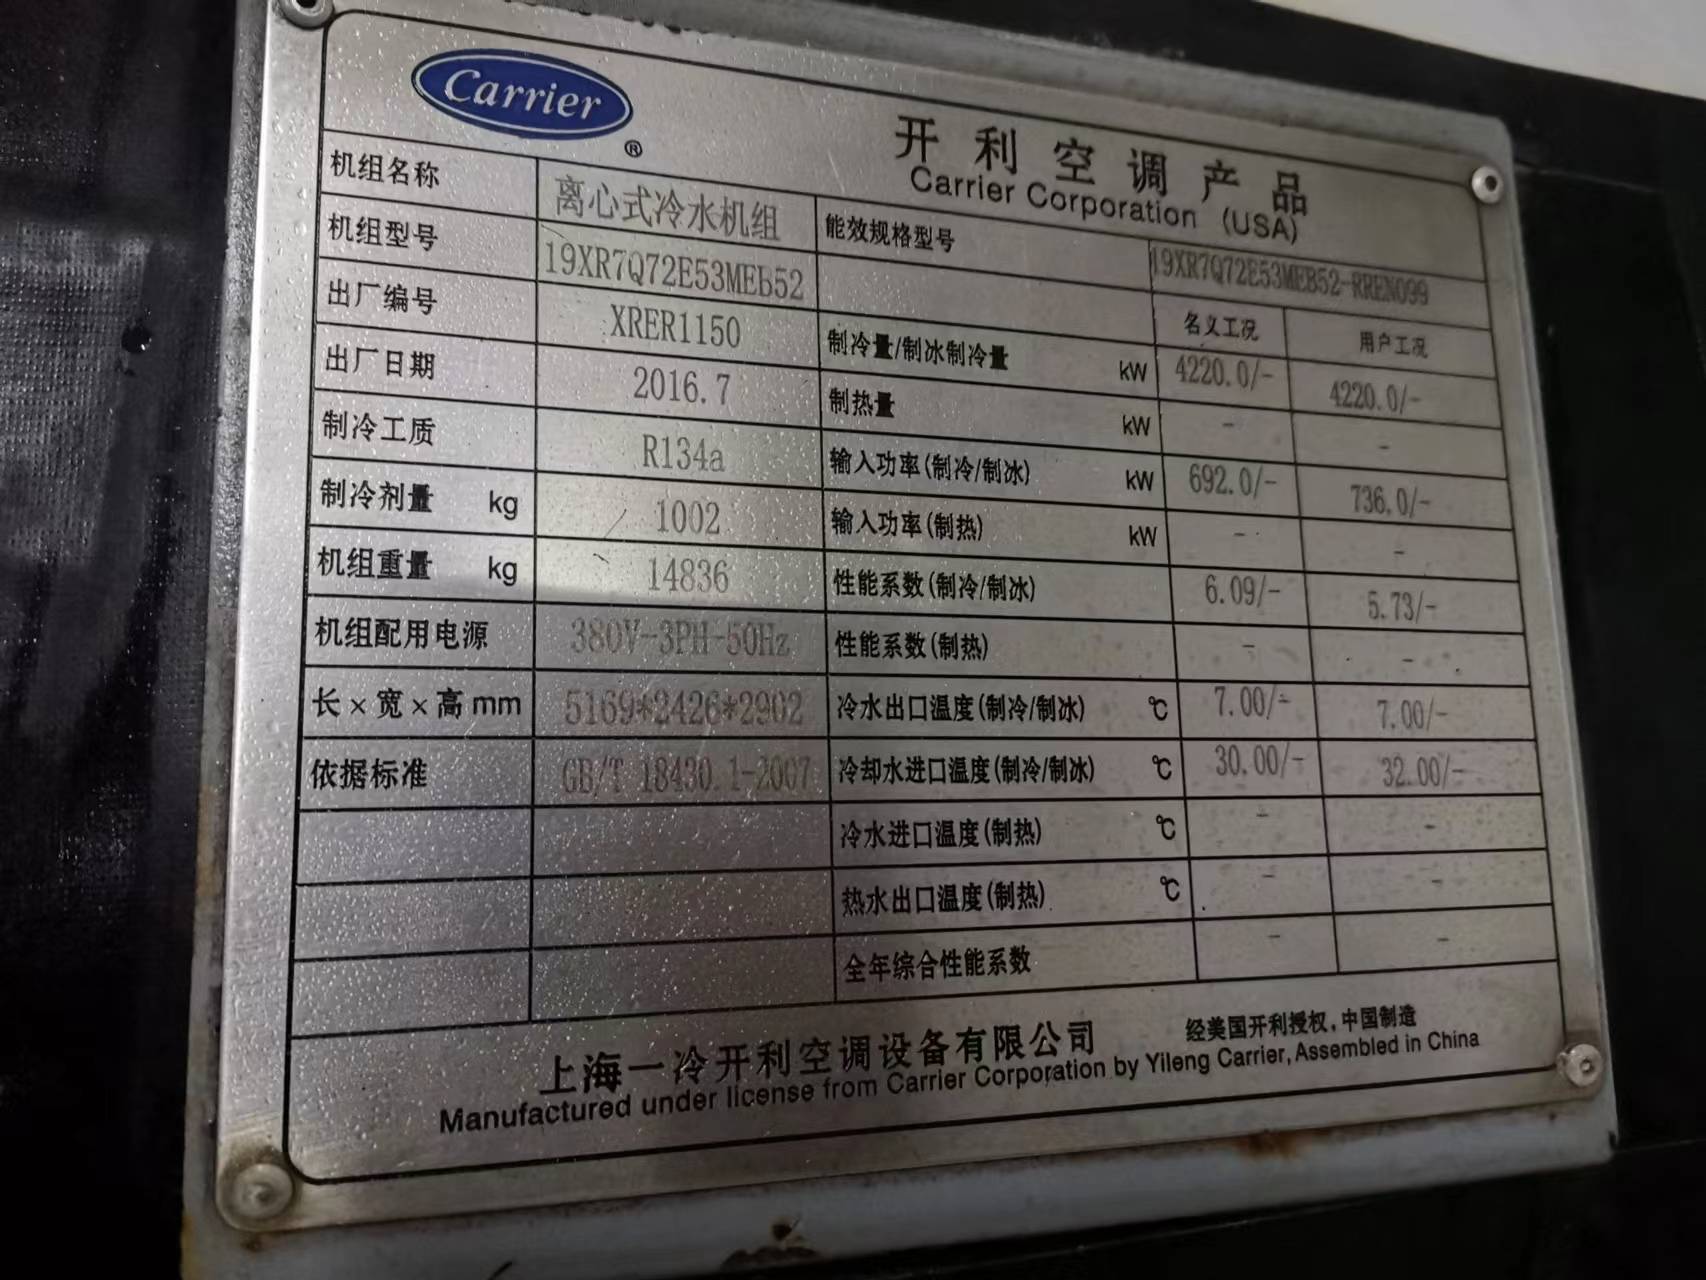 Carrier ®
开利空调产品
Carrier Corporation (USA)
机组名称 离心式冷水机组 能效规格型号 19XR7Q72E53MEB52-RREN099
机组型号 19XR7Q72E53MEB52 名义工况 用户工况
出厂编号 XRER1150 制冷量/制冰制冷量 kW 4220.0/- 4220.0/-
出厂日期 2016.7 制热量 kW - -
制冷工质 R134a 输入功率(制冷/制冰) kW 692.0/- 736.0/-
制冷剂量 kg 1002 输入功率(制热) kW - -
机组重量 kg 14836 性能系数(制冷/制冰) 6.09/- 5.73/-
机组配用电源 380V-3PH-50Hz 性能系数(制热) - -
长×宽×高mm 5169*2426*2902 冷水出口温度(制冷/制冰) ℃ 7.00/- 7.00/-
依据标准 GB/T 18430.1-2007 冷却水进口温度(制冷/制冰) ℃ 30.00/- 32.00/-
冷水进口温度(制热) ℃ - -
热水出口温度(制热) ℃ - -
全年综合性能系数 - -
上海一冷开利空调设备有限公司 经美国开利授权,中国制造
Manufactured under license from Carrier Corporation by Yileng Carrier, Assembled in China